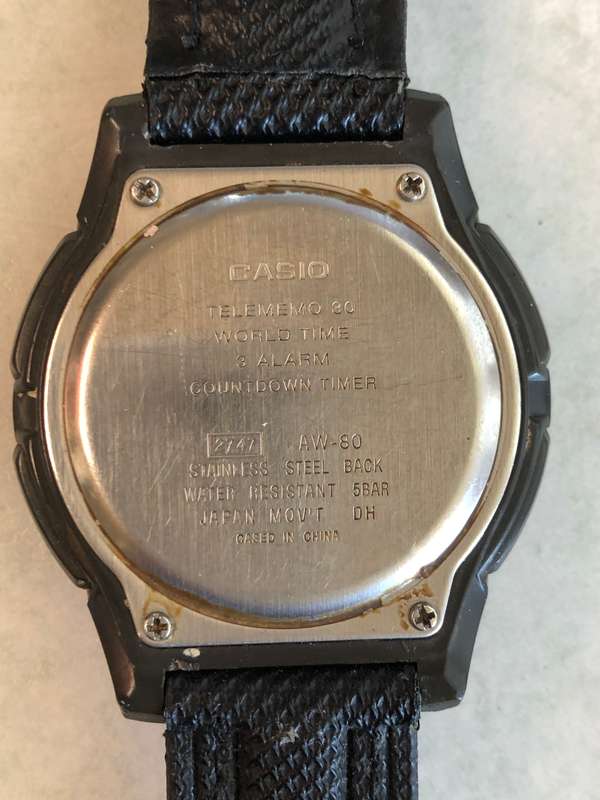 CASIO
TELEMEMO 30
WORLD TIME
3 ALARM
COUNTDOWN TIMER
2747 AW-80
STAINLESS STEEL BACK
WATER RESISTANT 5BAR
JAPAN MOV'T DH
CASED IN CHINA